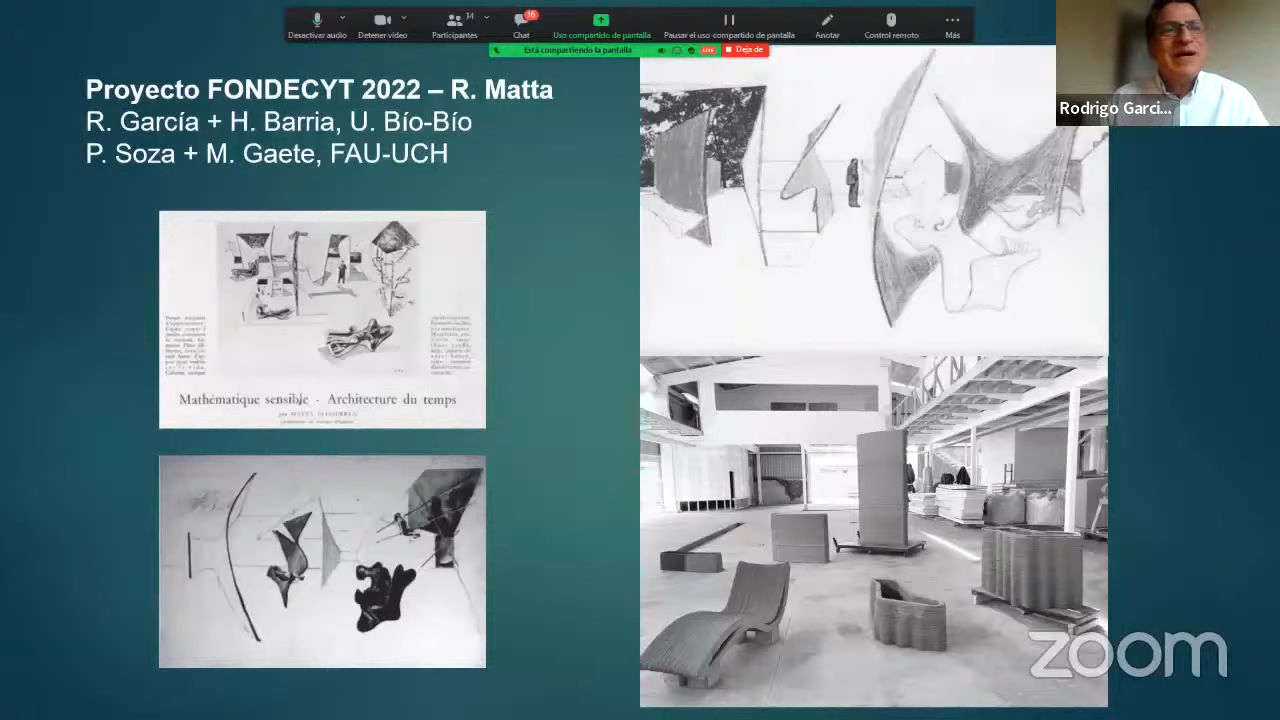 Desactivar audio
Detener video
Participantes
14
Chat
16
Uso compartido de pantalla
Pausar el uso compartido de pantalla
Anotar
Control remoto
Más
Está compartiendo la pantalla
LIVE
Deja de
Rodrigo Garci...
Proyecto FONDECYT 2022 – R. Matta
R. García + H. Barria, U. Bío-Bío
P. Soza + M. Gaete, FAU-UCH
Mathématique sensible - Architecture du temps
zoom